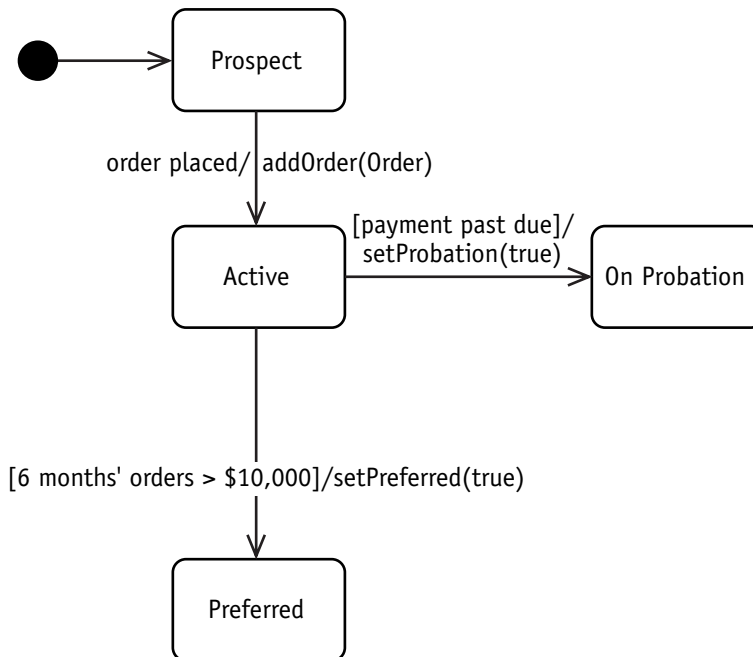 Prospect
order placed/ addOrder(Order)
[payment past due]/
setProbation(true)
Active
On Probation
[6 months' orders > $10,000]/setPreferred(true)
Preferred